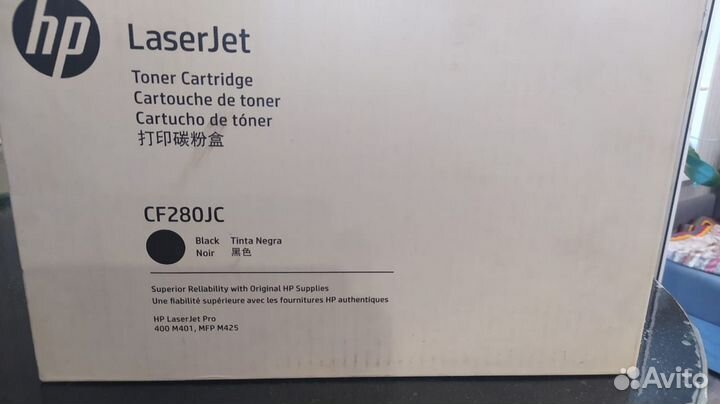 hp
LaserJet
Toner Cartridge
Cartouche de toner
Cartucho de tóner
打印碳粉盒
CF280JC
Black Tinta Negra
Noir 黑色
Superior Reliability with Original HP Supplies
Une fiabilité supérieure avec les fournitures HP authentiques
HP LaserJet Pro
400 M401, MFP M425
Avito